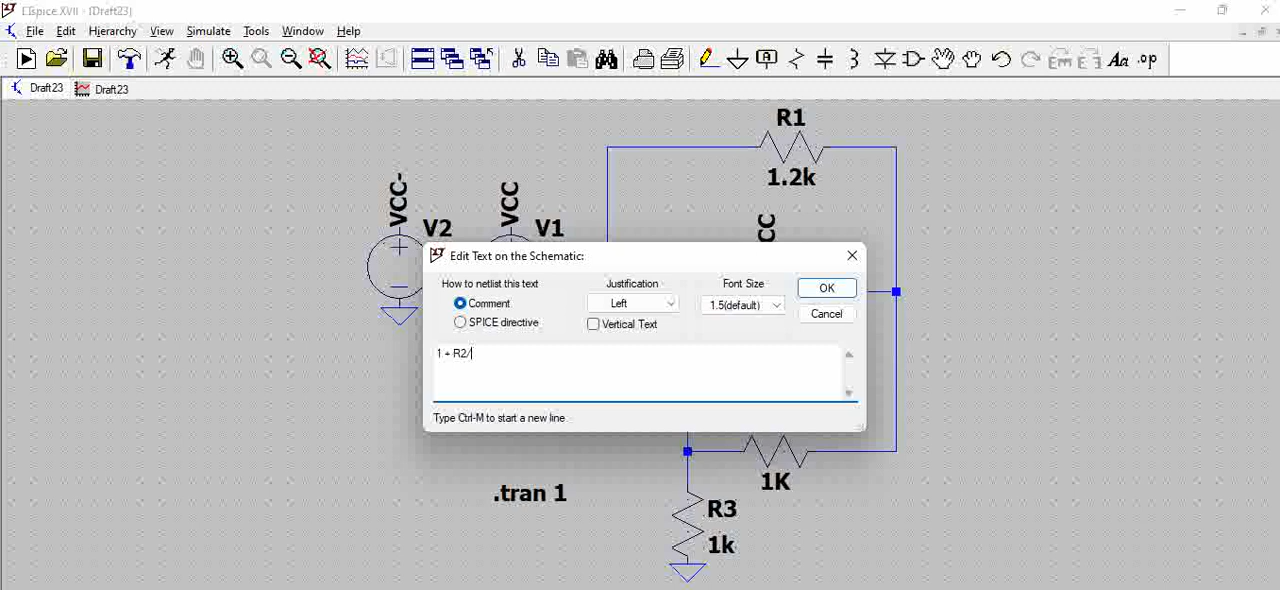 LTspice XVII - [Draft23]
File Edit Hierarchy View Simulate Tools Window Help
Aa .op
Draft23 Draft23
R1
1.2k
VCC- VCC CC
V2 V1
Edit Text on the Schematic:
How to netlist this text Justification Font Size
Comment Left 1.5(default) OK
SPICE directive Vertical Text Cancel
1 + R2/
Type Ctrl-M to start a new line.
1K
.tran 1
R3
1k